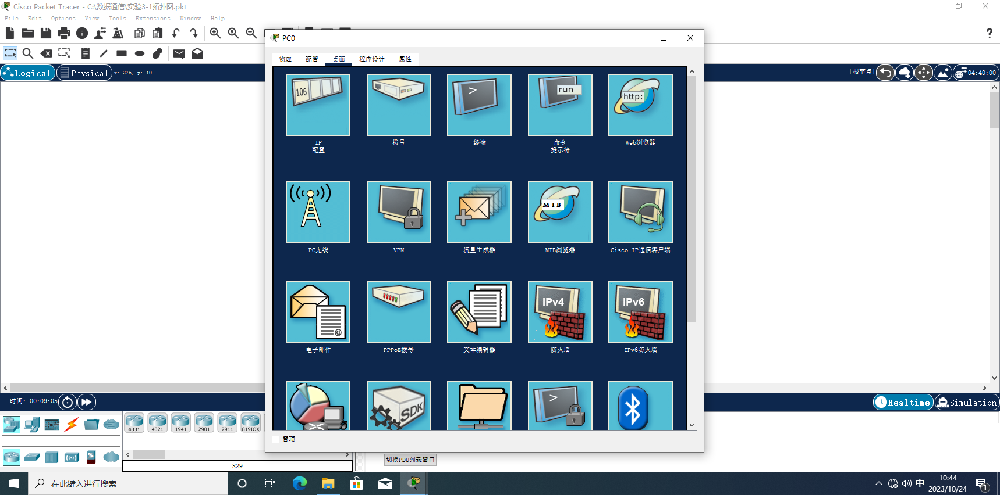 Cisco Packet Tracer - C:\数据通信\实验3-1拓扑图.pkt
File Edit Options View Tools Extensions Window Help
PC0
物理 配置 桌面 程序设计 属性
Logical Physical x: 275, y: 10
[根节点] 04:40:00
106
>
run
http:
IP
配置
拨号
终端
命令
提示符
Web浏览器
MIB
PC无线
VPN
流量生成器
MIB浏览器
Cisco IP通信客户端
@
IPv4
IPv6
电子邮件
PPPoE拨号
文本编辑器
防火墙
IPv6防火墙
SDK
>
置顶
时间: 00:09:05
Realtime Simulation
4331 4321 1941 2901 2911 819IOX
829
切换PDU列表窗口
在此键入进行搜索
中
10:44
2023/10/24
1